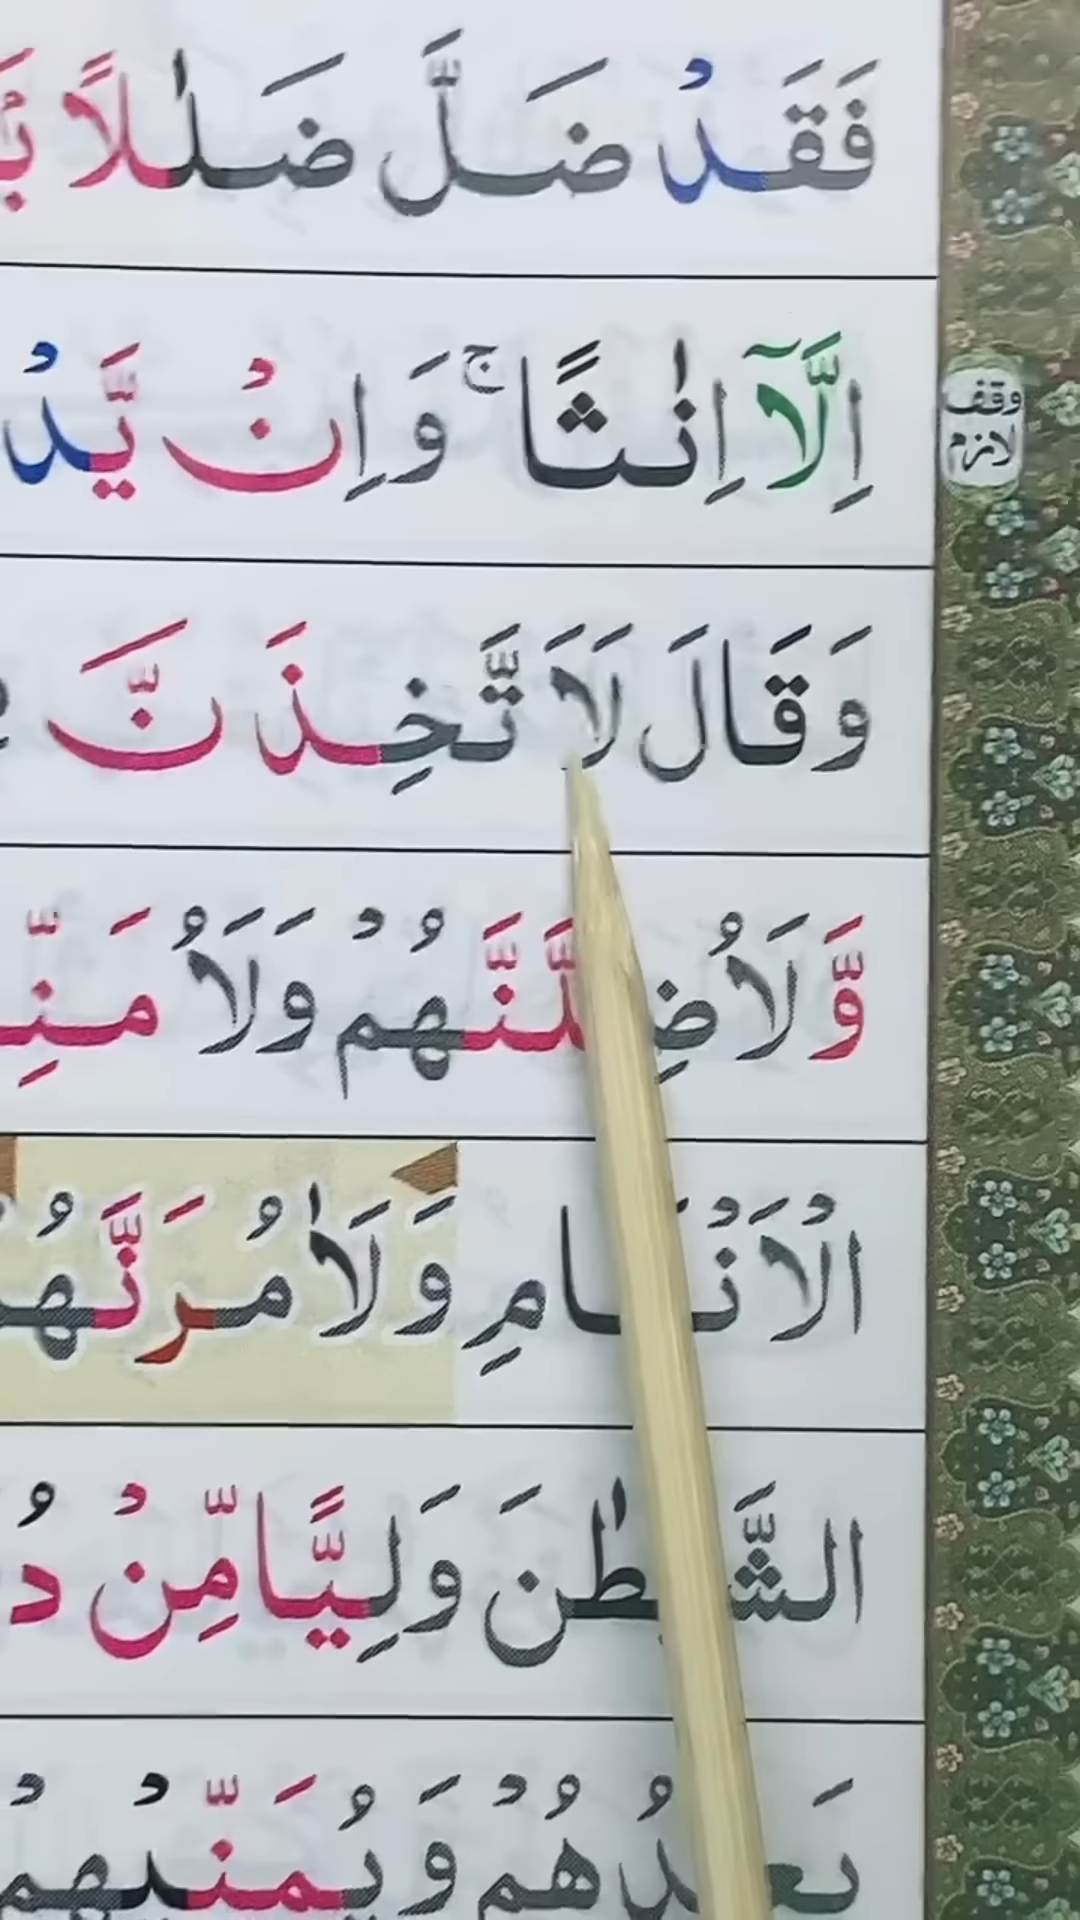 فَقَدْ ضَلَّ ضَلٰلًا
اِلَّآ اِنٰثًا ۚ وَاِنْ يَّدْ
وقف لازم
وَقَالَ لَاَ تَّخِذَنَّ
وَّلَاُضِلَّنَّهُمْ وَلَاُمَنِّ
الْاَنْعَامِ وَلَاٰمُرَنَّهُ
الشَّيْطٰنَ وَلِيًّا مِّنْ دُ
يَعِدُهُمْ وَيُمَنِّيْهِمْ